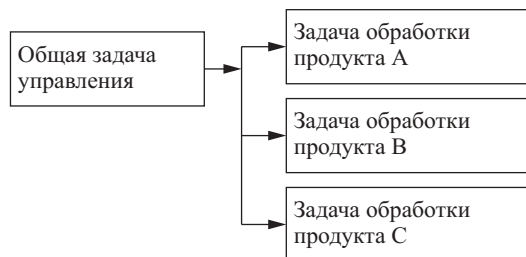 Общая задача
управления
Задача обработки
продукта А
Задача обработки
продукта В
Задача обработки
продукта С